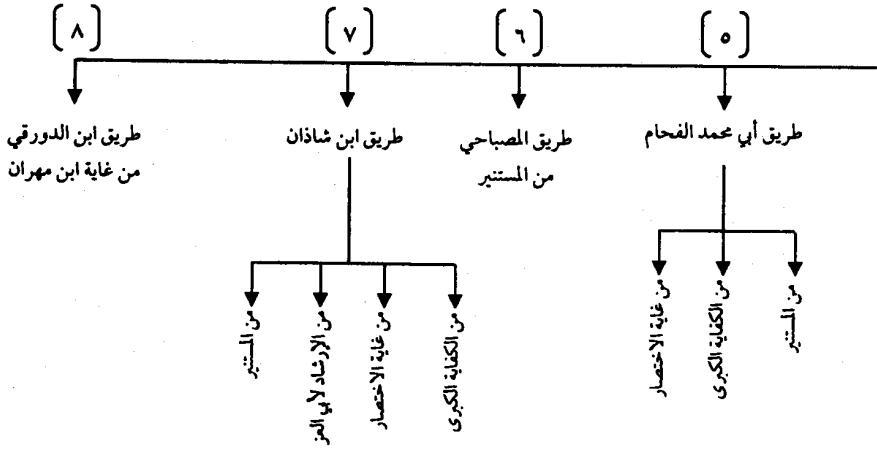 (٥)
(٦)
(٧)
(٨)
طريق أبي محمد الفحام
طريق المصباحي
من المستنير
طريق ابن شاذان
طريق ابن الدورقي
من غاية ابن مهران
من المستنير
من الكفاية الكبرى
من غاية الاختصار
من الكفاية الكبرى
من غاية الاختصار
من الإرشاد لأبي العز
من المستنير